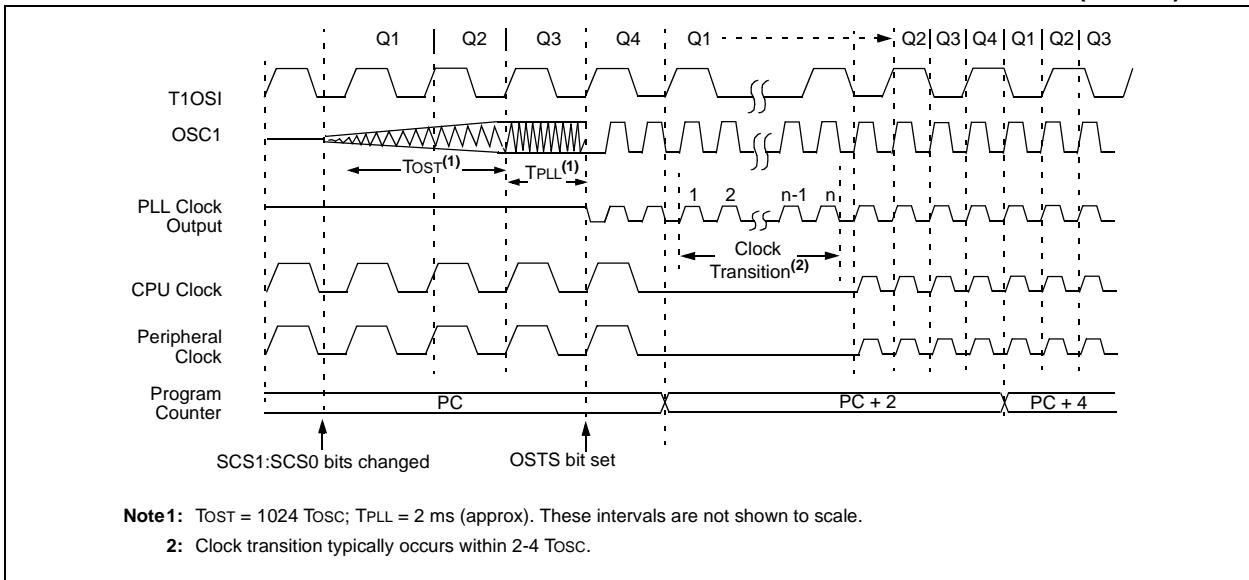 Q1 Q2 Q3 Q4 Q1 Q2 Q3 Q4 Q1 Q2 Q3
T1OSI
OSC1
TOST(1)
TPLL(1)
1 2 n-1 n
PLL Clock
Output
Clock
Transition(2)
CPU Clock
Peripheral
Clock
Program
Counter
PC PC + 2 PC + 4
SCS1:SCS0 bits changed
OSTS bit set
Note1: TOST = 1024 TOSC; TPLL = 2 ms (approx). These intervals are not shown to scale.
2: Clock transition typically occurs within 2-4 TOSC.